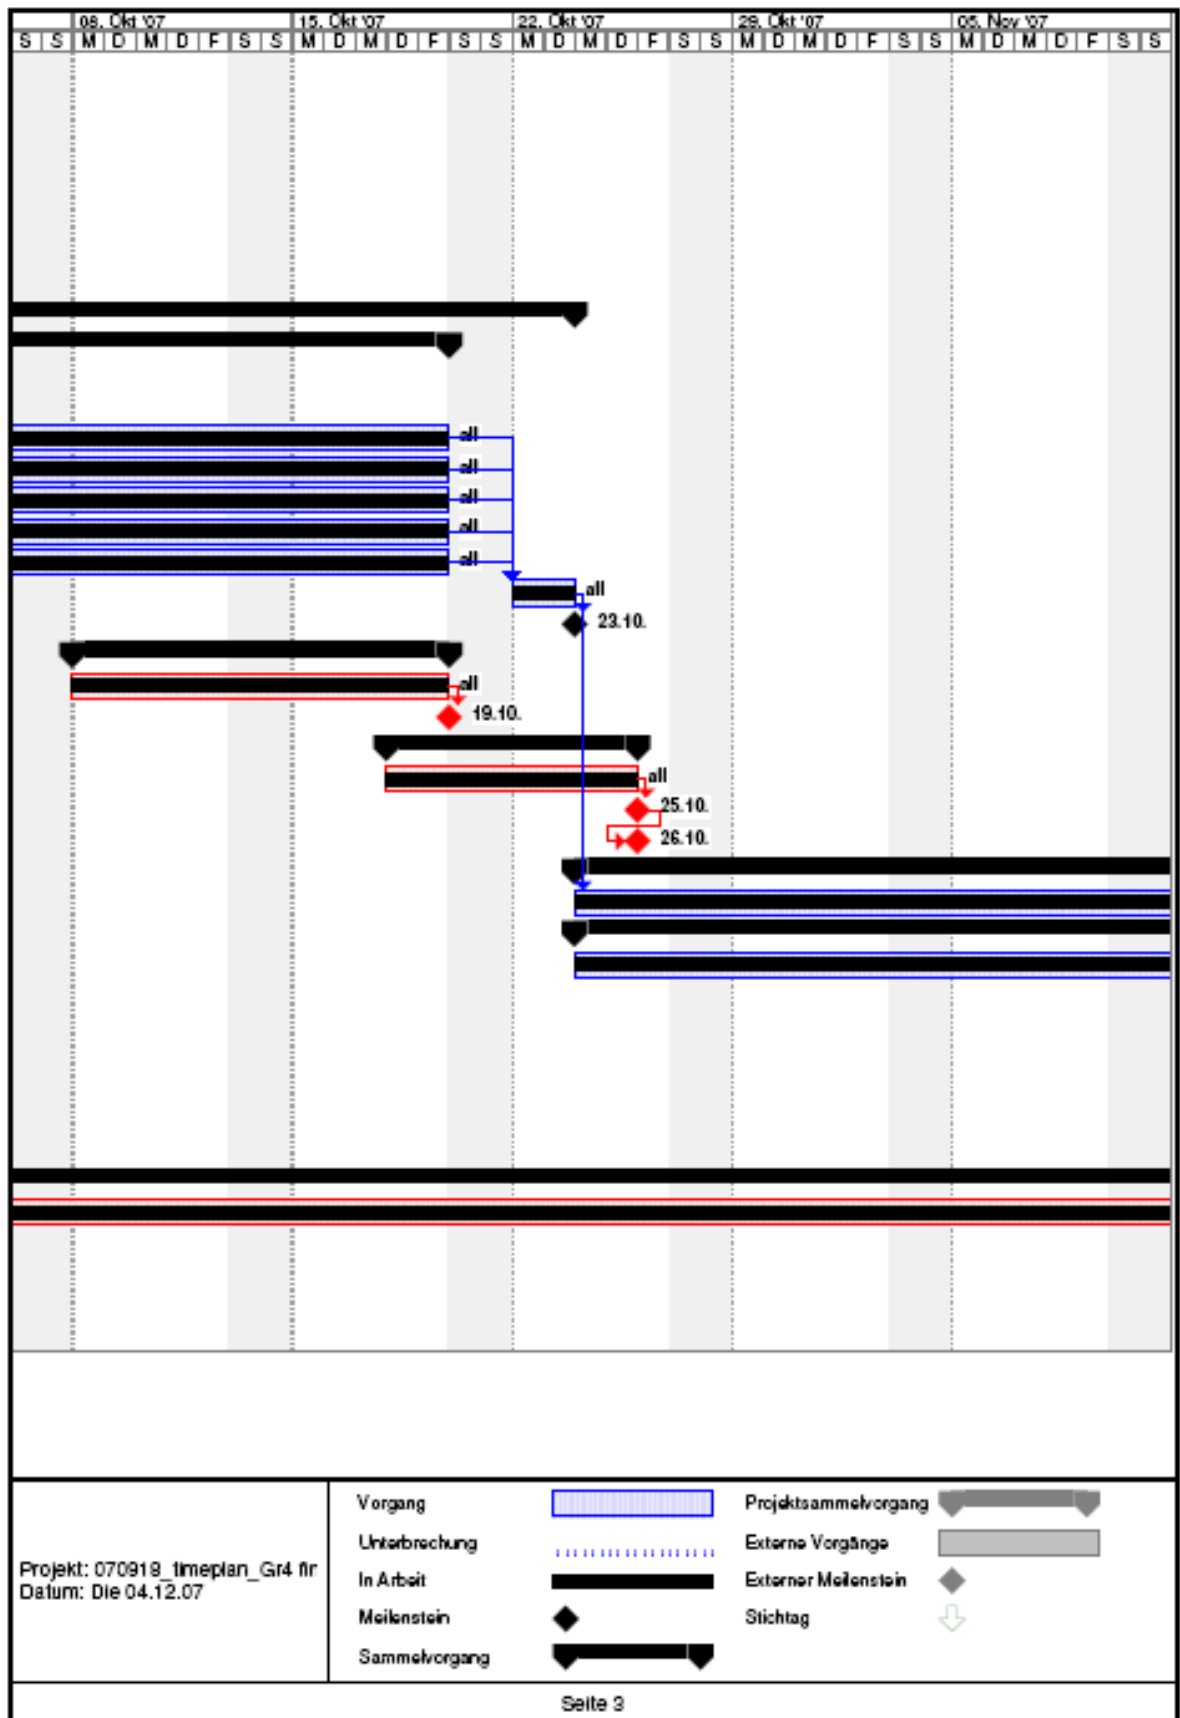 08. Okt '07 15. Okt '07 22. Okt '07 29. Okt '07 05. Nov '07
S S M D M D F S S M D M D F S S M D M D F S S M D M D F S S M D M D F S S
all
all
all
all
all
all
23.10.
all
19.10.
all
25.10.
26.10.
Projekt: 070918_timeplan_Gr4 fir
Datum: Die 04.12.07
Vorgang
Unterbrechung
In Arbeit
Meilenstein
Sammelvorgang
Projektsammelvorgang
Externe Vorgänge
Externer Meilenstein
Stichtag
Seite 3